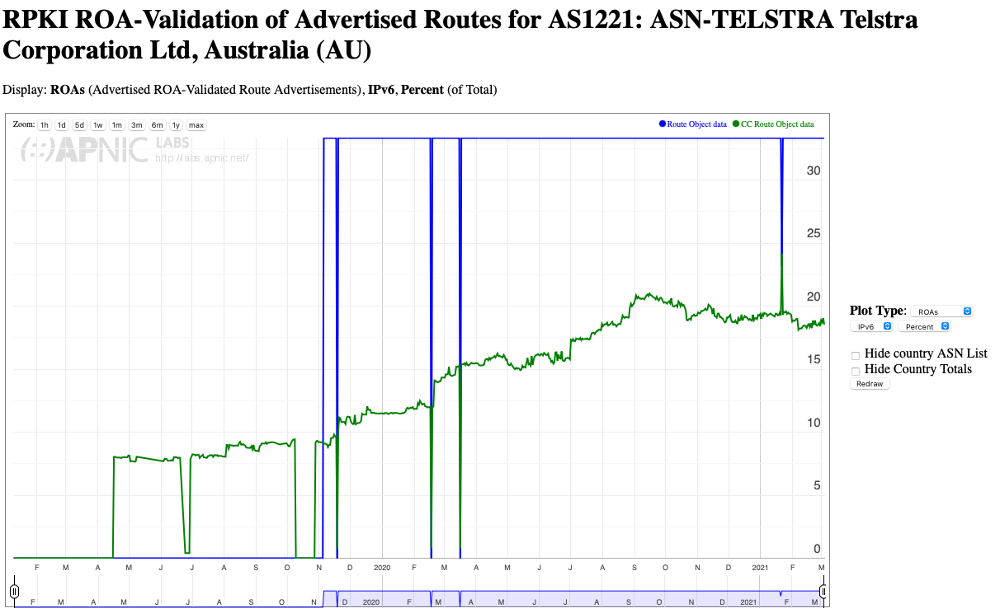 RPKI ROA-Validation of Advertised Routes for AS1221: ASN-TELSTRA Telstra
Corporation Ltd, Australia (AU)
Display: ROAs (Advertised ROA-Validated Route Advertisements), IPv6, Percent (of Total)
Zoom: 1h 1d 5d 1w 1m 3m 6m 1y max
Route Object data CC Route Object data
(::)APNIC LABS
http://labs.apnic.net/
30
25
20
15
10
5
0
F M A M J J A S O N D 2020 F M A M J J A S O N D 2021 F M
F M A M J J A S O N D 2020 F M A M J J A S O N D 2021 F M
Plot Type: ROAs
IPv6 Percent
Hide country ASN List
Hide Country Totals
Redraw